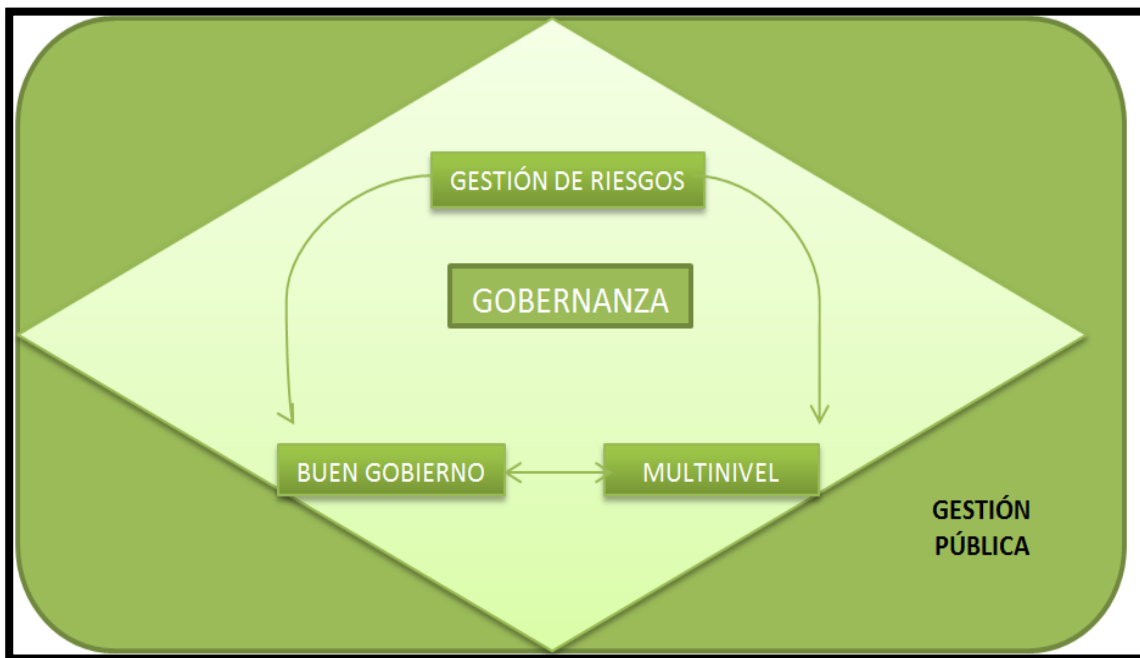 GESTIÓN DE RIESGOS
GOBERNANZA
BUEN GOBIERNO
MULTINIVEL
GESTIÓN
PÚBLICA